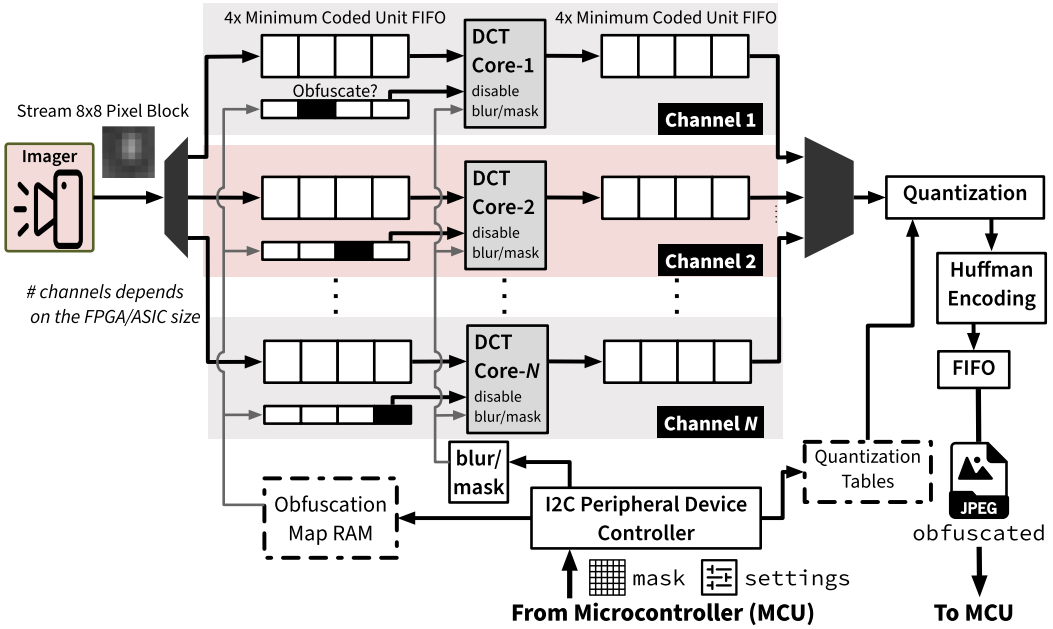 4x Minimum Coded Unit FIFO
4x Minimum Coded Unit FIFO
DCT
Core-1
disable
blur/mask
Obfuscate?
Channel 1
Stream 8x8 Pixel Block
Imager
DCT
Core-2
disable
blur/mask
Channel 2
# channels depends
on the FPGA/ASIC size
DCT
Core-N
disable
blur/mask
Channel N
Quantization
Huffman
Encoding
FIFO
JPEG
obfuscated
To MCU
Quantization
Tables
blur/
mask
Obfuscation
Map RAM
I2C Peripheral Device
Controller
mask
settings
From Microcontroller (MCU)